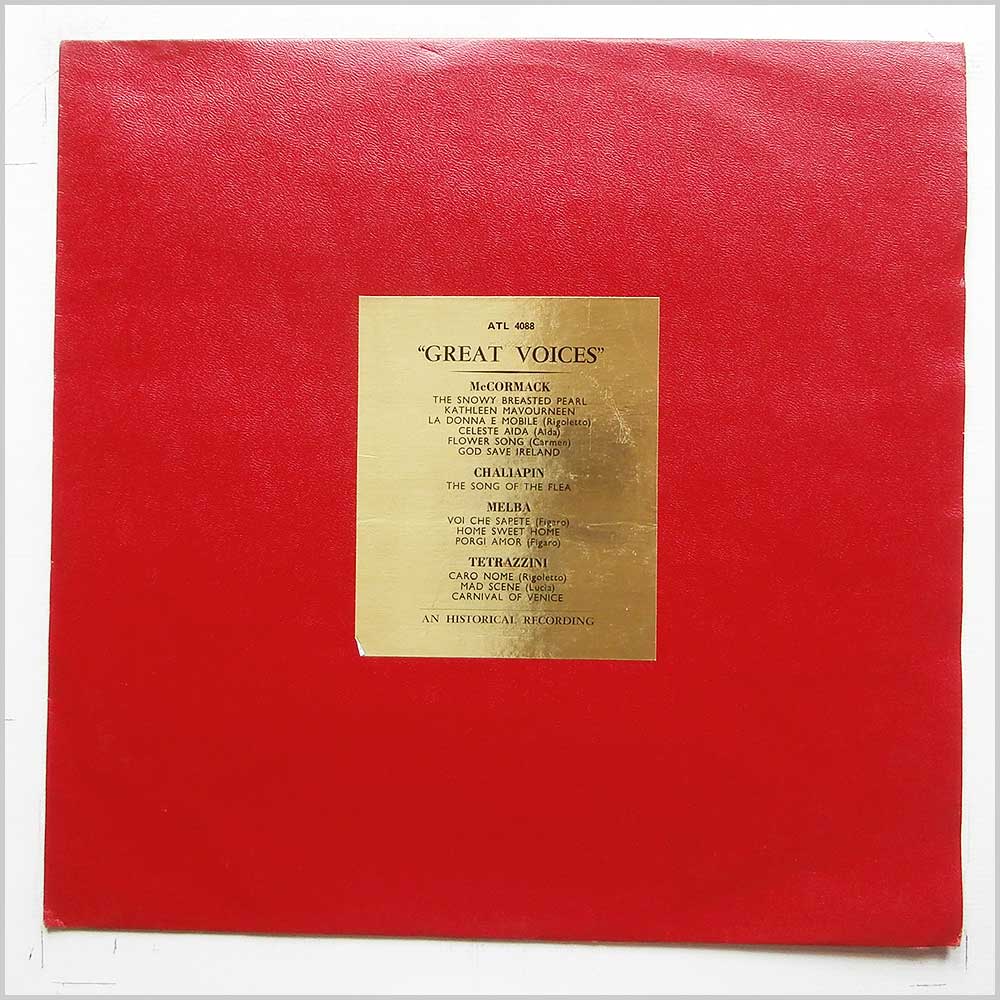 ATL 4088
“GREAT VOICES”
McCORMACK
THE SNOWY BREASTED PEARL
KATHLEEN MAVOURNEEN
LA DONNA E MOBILE (Rigoletto)
CELESTE AIDA (Aida)
FLOWER SONG (Carmen)
GOD SAVE IRELAND
CHALIAPIN
THE SONG OF THE FLEA
MELBA
VOI CHE SAPETE (Figaro)
HOME SWEET HOME
PORGI AMOR (Figaro)
TETRAZZINI
CARO NOME (Rigoletto)
MAD SCENE (Lucia)
CARNIVAL OF VENICE
AN HISTORICAL RECORDING